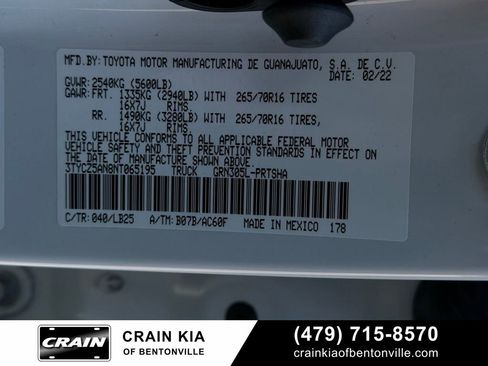 MFD.BY: TOYOTA MOTOR MANUFACTURING DE GUANAJUATO, S.A. DE C.V.
DATE: 02/22
GVWR: 2540KG (5600LB)
GAWR: FRT. 1335KG (2940LB) WITH 265/70R16 TIRES
16X7J RIMS,
RR. 1490KG (3280LB) WITH 265/70R16 TIRES,
16X7J RIMS.
THIS VEHICLE CONFORMS TO ALL APPLICABLE FEDERAL MOTOR
VEHICLE SAFETY AND THEFT PREVENTION STANDARDS IN EFFECT
ON THE DATE OF MANUFACTURE SHOWN ABOVE.
3TYCZ5AN8NT065195 TRUCK GRN305L-PRTSHA
C/TR: 040/LB25 A/TM: B07B/AC60F MADE IN MEXICO 178
CRAIN
CRAIN KIA
OF BENTONVILLE
(479) 715-8570
crainkiaofbentonville.com